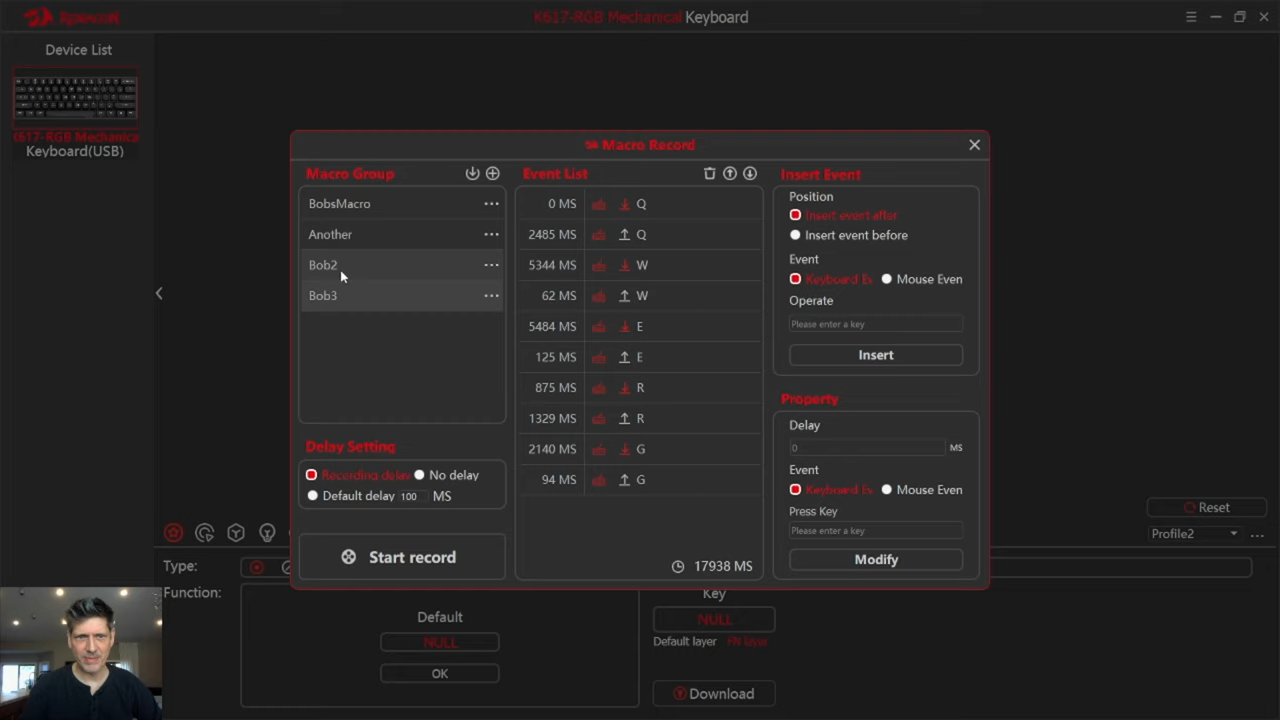 Redragon
K617-RGB Mechanical Keyboard
Device List
K617-RGB Mechanica
Keyboard(USB)
Macro Record
Macro Group
BobsMacro
Another
Bob2
Bob3
Delay Setting
Recording delay
No delay
Default delay 100 MS
Start record
Event List
0 MS Q
2485 MS Q
5344 MS W
62 MS W
5484 MS E
125 MS E
875 MS R
1329 MS R
2140 MS G
94 MS G
17938 MS
Insert Event
Position
Insert event after
Insert event before
Event
Keyboard Ev
Mouse Even
Operate
Please enter a key
Insert
Property
Delay
0 MS
Event
Keyboard Ev
Mouse Even
Press Key
Please enter a key
Modify
Reset
Profile2
Type:
Function:
Default
NULL
OK
Key
NULL
Default layer FN layer
Download